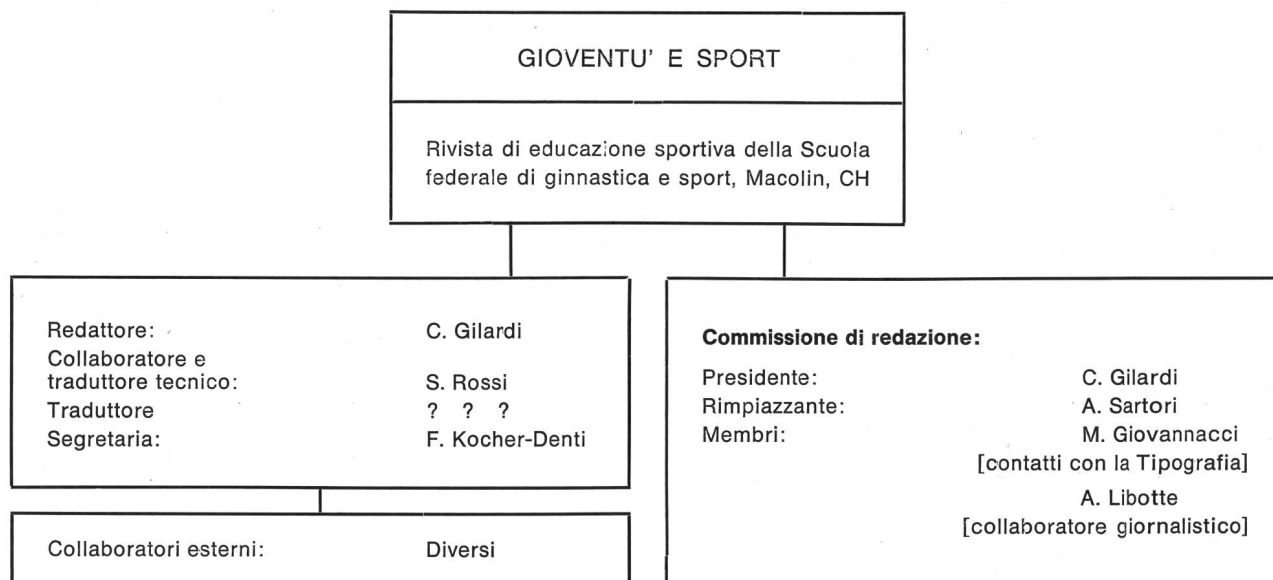 GIOVENTU' E SPORT
Rivista di educazione sportiva della Scuola
federale di ginnastica e sport, Macolin, CH
Redattore: C. Gilardi
Collaboratore e
traduttore tecnico: S. Rossi
Traduttore ? ? ?
Segretaria: F. Kocher-Denti
Collaboratori esterni: Diversi
Commissione di redazione:
Presidente: C. Gilardi
Rimpiazzante: A. Sartori
Membri: M. Giovannacci
[contatti con la Tipografia]
A. Libotte
[collaboratore giornalistico]